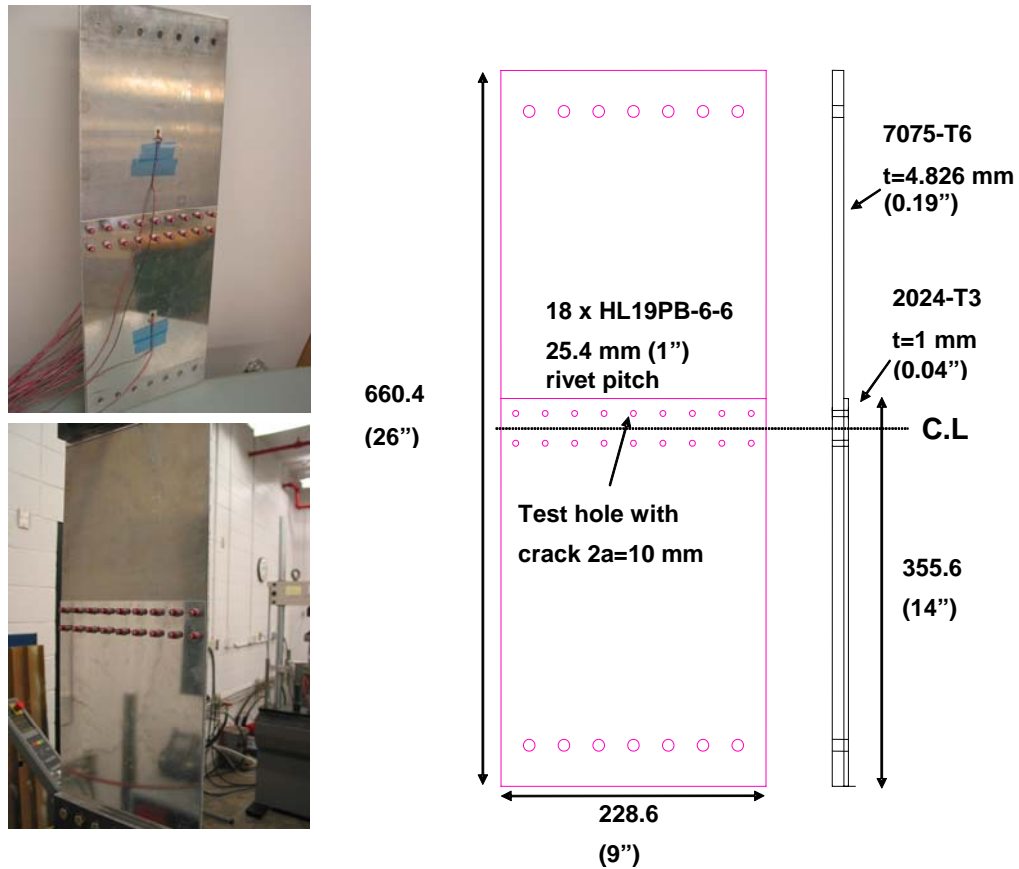 7075-T6
t=4.826 mm
(0.19")
2024-T3
t=1 mm
(0.04")
18 x HL19PB-6-6
25.4 mm (1")
rivet pitch
660.4
(26")
C.L
Test hole with
crack 2a=10 mm
355.6
(14")
228.6
(9")